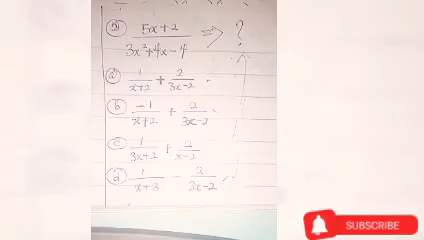 35 5x+2 / 3x²+4x-4 => ?
a 1/x+2 + 2/3x-2 .
b -1/x+2 + 2/3x-2
c 1/3x+2 + 2/x-2
d 1/x+3 - 2/3x-2
SUBSCRIBE